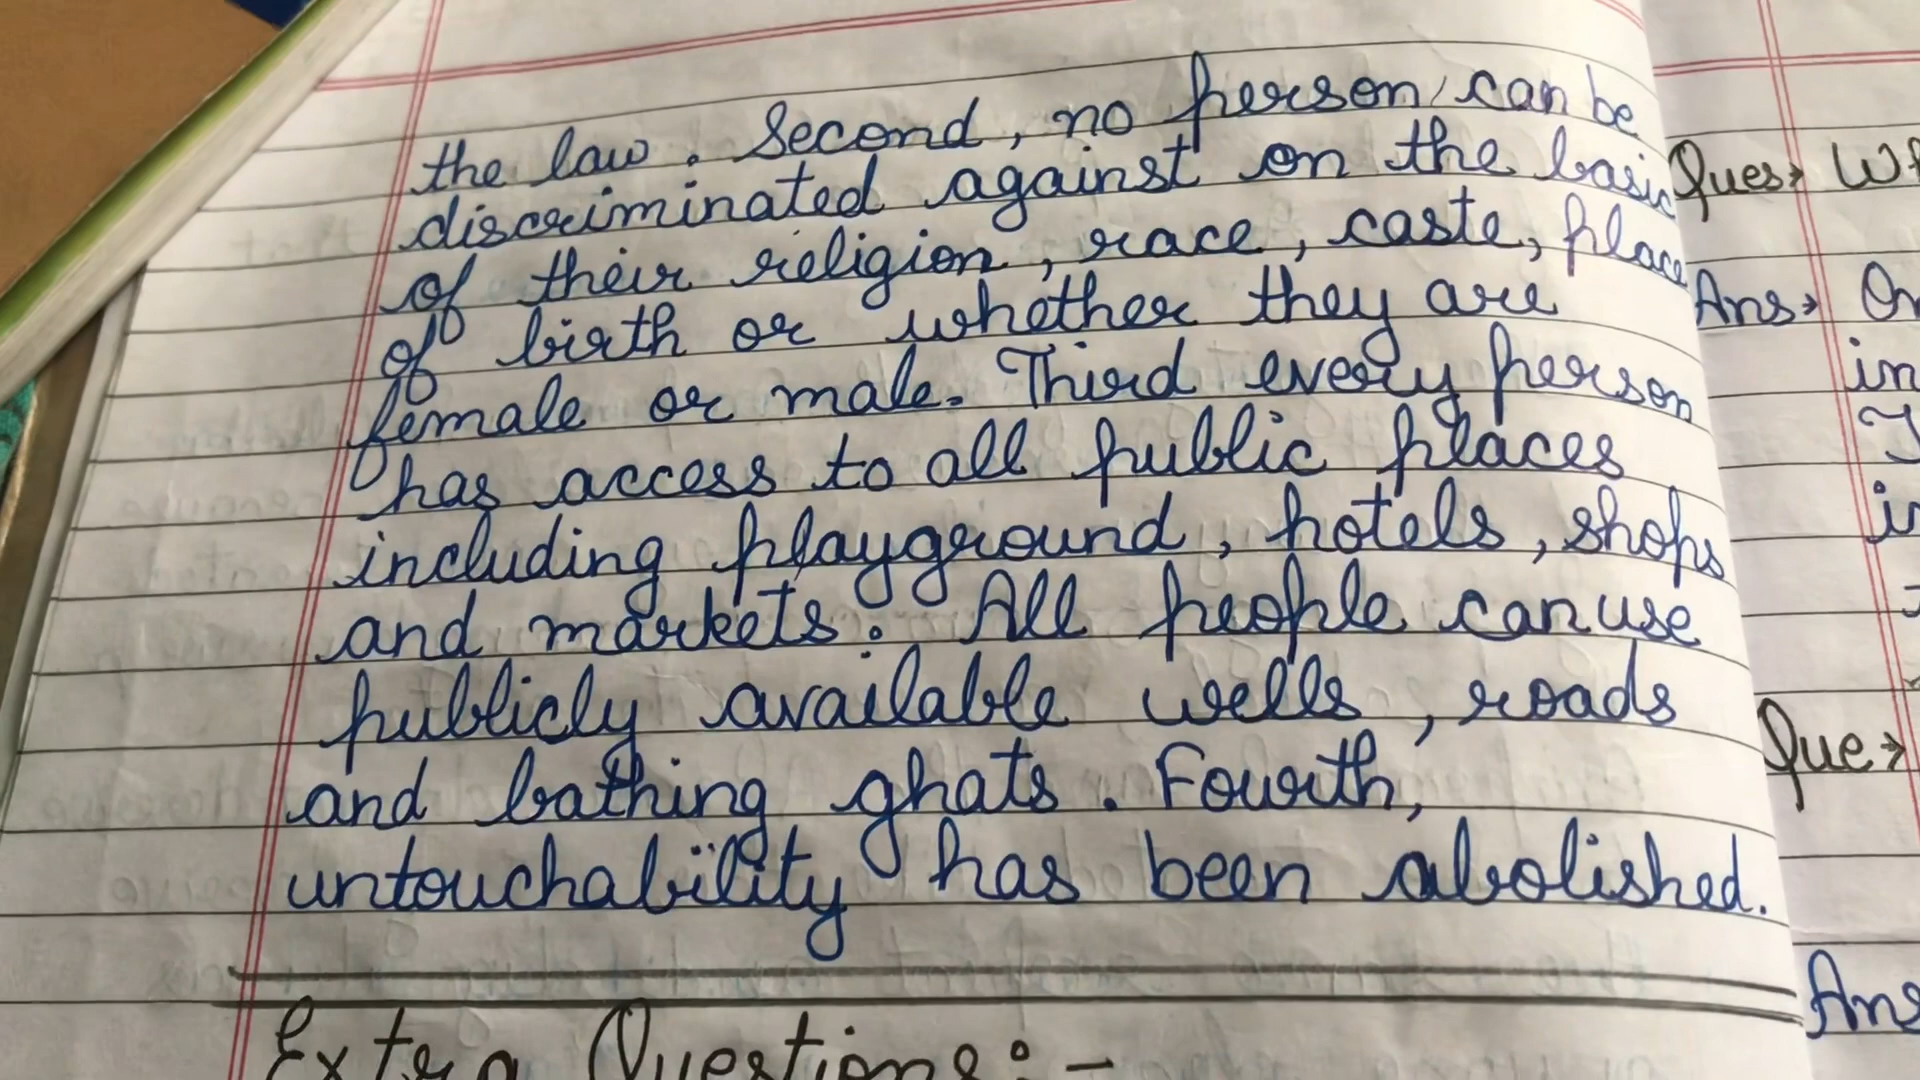 the law. Second, no person can be
discriminated against on the basic
of their religion, race, caste, place
of birth or whether they are
female or male. Third every person
has access to all public places
including playground, hotels, shops
and markets. All people can use
publicly available wells, roads
and bathing ghats. Fourth,
untouchability has been abolished.
Extra Questions:-
Ques→
Ans→
in
Que→
Ans